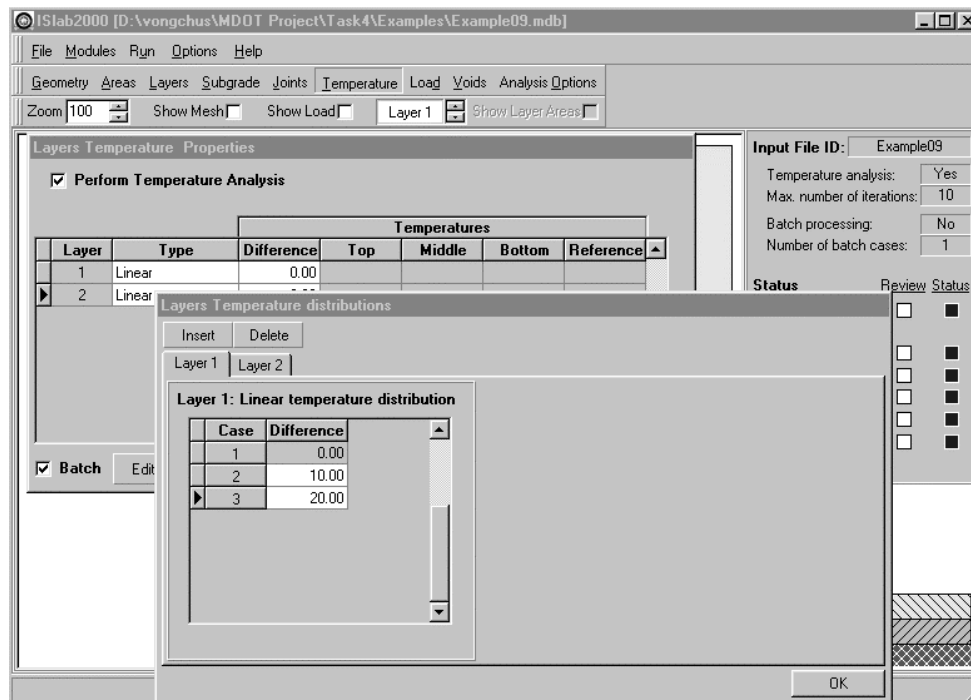 ISlab2000 [D:\vongchus\MDOT Project\Task4\Examples\Example09.mdb]
File Modules Run Options Help
Geometry Areas Layers Subgrade Joints Temperature Load Voids Analysis Options
Zoom 100 Show Mesh Show Load Layer 1 Show Layer Areas
Layers Temperature Properties
Perform Temperature Analysis
Temperatures
Layer Type Difference Top Middle Bottom Reference
1 Linear 0.00
2 Linear
Batch Edit
Input File ID: Example09
Temperature analysis: Yes
Max. number of iterations: 10
Batch processing: No
Number of batch cases: 1
Status Review Status
Layers Temperature distributions
Insert Delete
Layer 1 Layer 2
Layer 1: Linear temperature distribution
Case Difference
1 0.00
2 10.00
3 20.00
OK